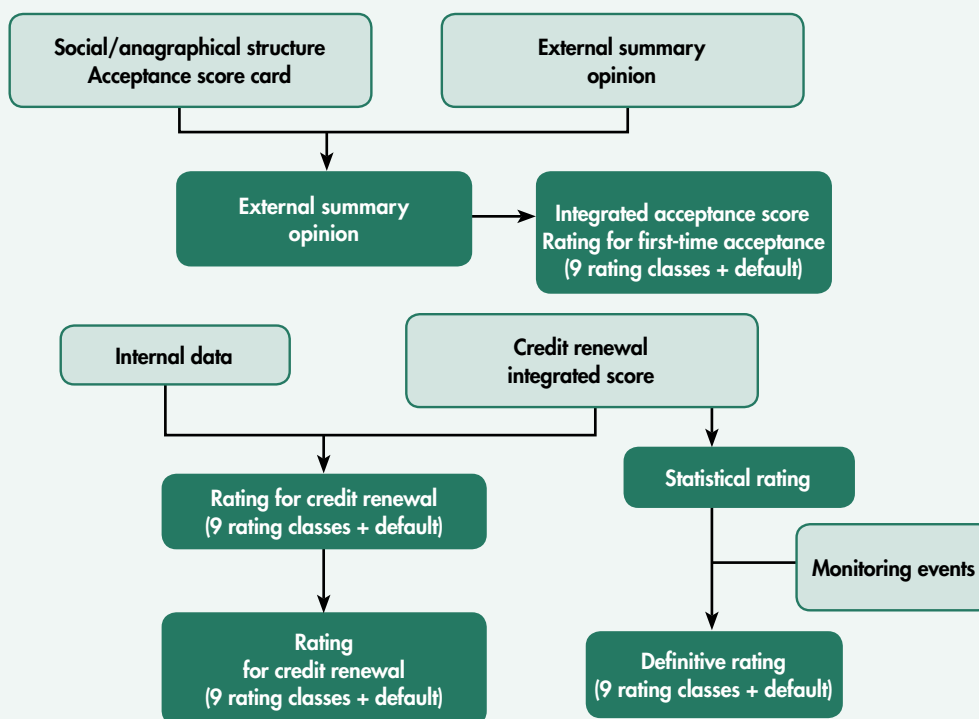 Social/anagraphical structure
Acceptance score card
External summary
opinion
External summary
opinion
Integrated acceptance score
Rating for first-time acceptance
(9 rating classes + default)
Internal data
Credit renewal
integrated score
Rating for credit renewal
(9 rating classes + default)
Statistical rating
Monitoring events
Rating
for credit renewal
(9 rating classes + default)
Definitive rating
(9 rating classes + default)